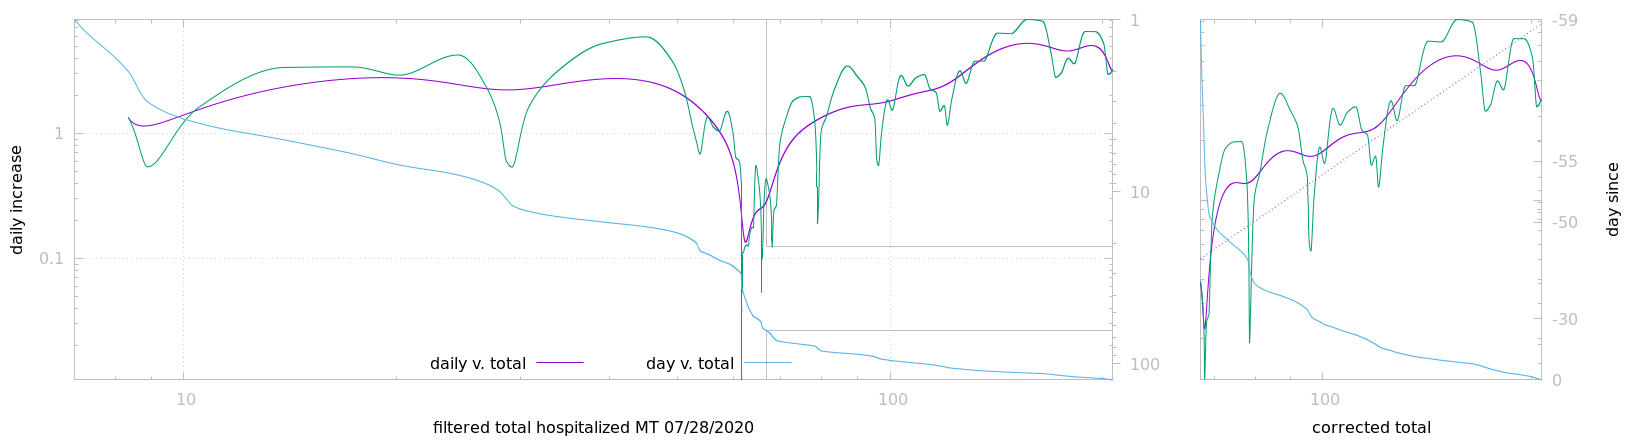 1
-59
1
-55
daily increase
day since
10
-50
0.1
-30
daily v. total
day v. total
100
0
10
100
100
filtered total hospitalized MT 07/28/2020
corrected total